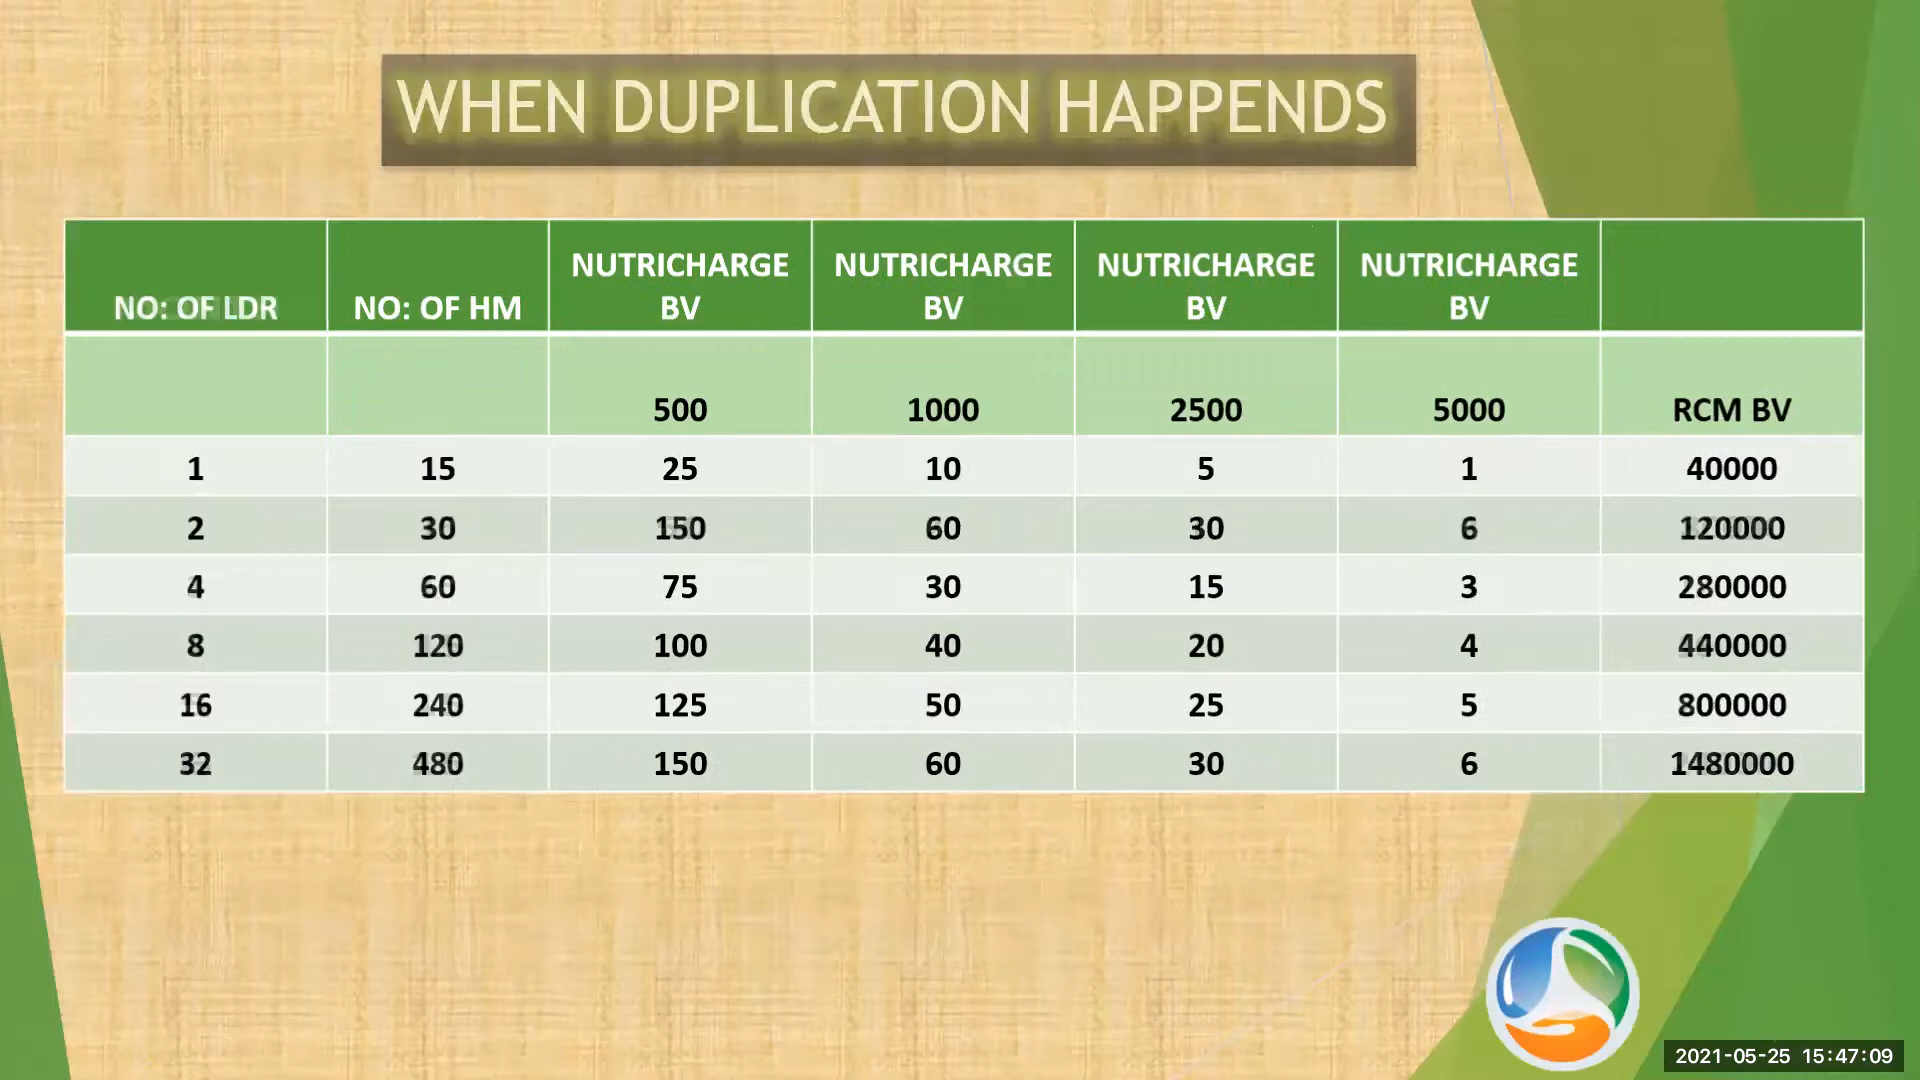 WHEN DUPLICATION HAPPENDS
NO: OF LDR NO: OF HM NUTRICHARGE BV NUTRICHARGE BV NUTRICHARGE BV NUTRICHARGE BV
500 1000 2500 5000 RCM BV
1 15 25 10 5 1 40000
2 30 150 60 30 6 120000
4 60 75 30 15 3 280000
8 120 100 40 20 4 440000
16 240 125 50 25 5 800000
32 480 150 60 30 6 1480000
2021-05-25 15:47:09